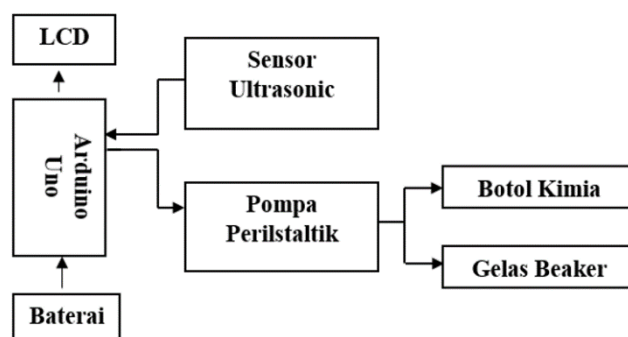 LCD
Sensor
Ultrasonic
Arduino
Uno
Pompa
Perilstaltik
Botol Kimia
Gelas Beaker
Baterai